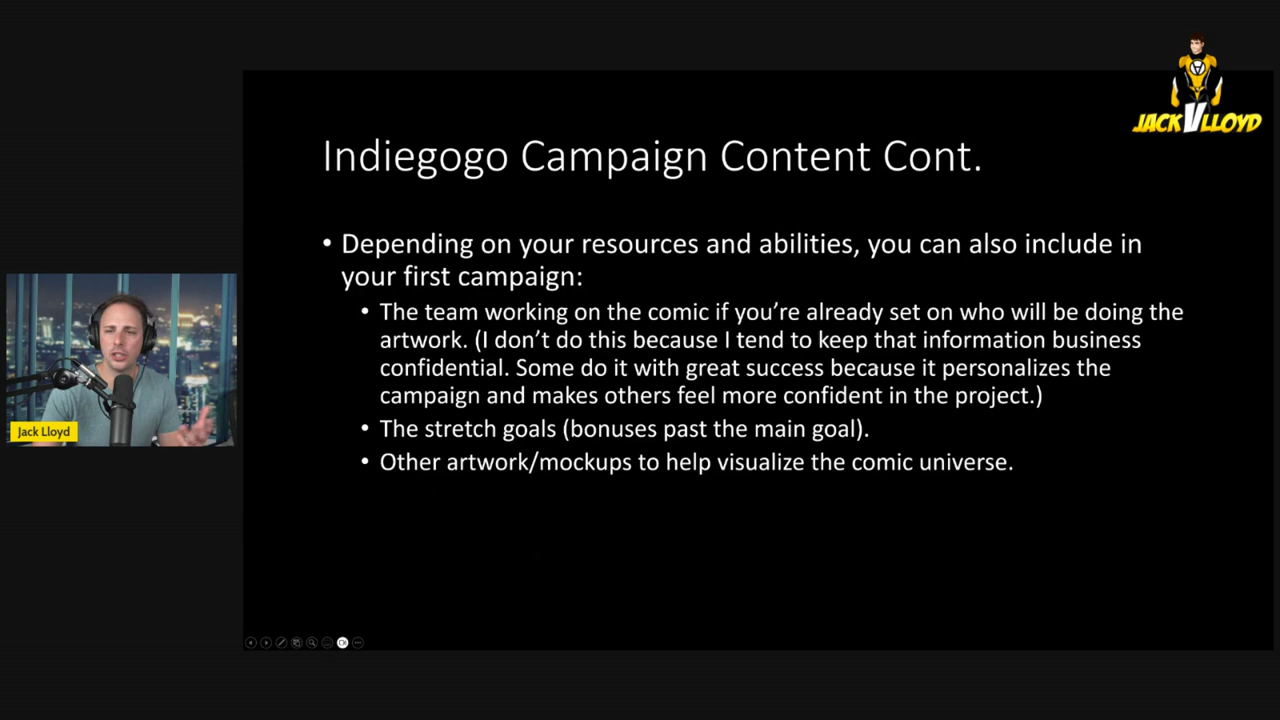 JACK V LLOYD
Indiegogo Campaign Content Cont.
• Depending on your resources and abilities, you can also include in
your first campaign:
• The team working on the comic if you’re already set on who will be doing the
artwork. (I don’t do this because I tend to keep that information business
confidential. Some do it with great success because it personalizes the
campaign and makes others feel more confident in the project.)
• The stretch goals (bonuses past the main goal).
• Other artwork/mockups to help visualize the comic universe.
Jack Lloyd